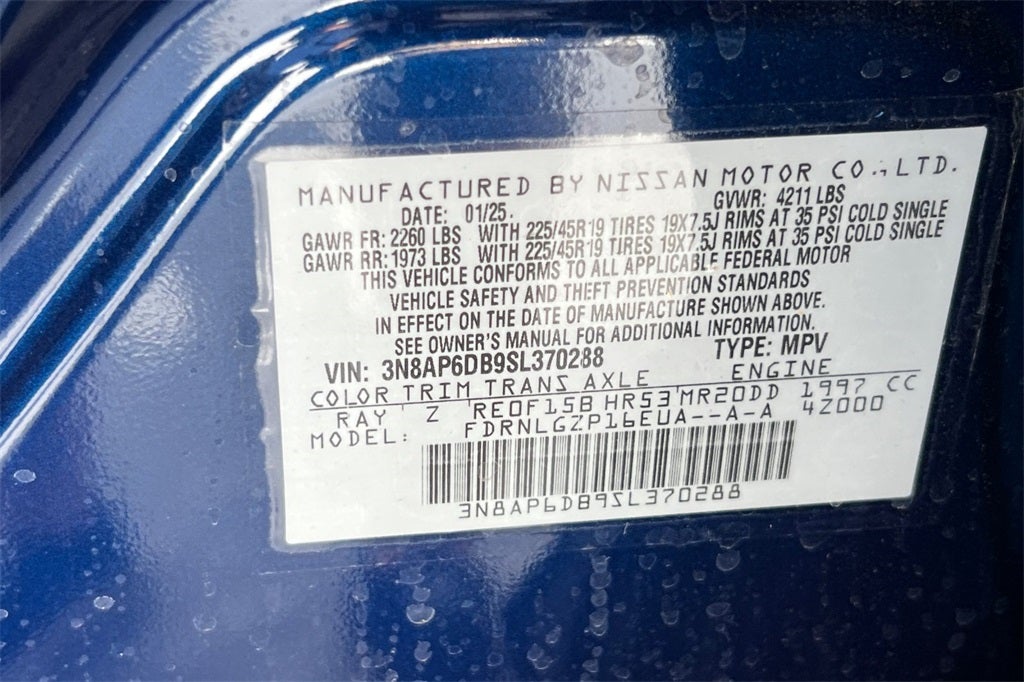 MANUFACTURED BY NISSAN MOTOR CO., LTD.
DATE: 01/25. GVWR: 4211 LBS
GAWR FR: 2260 LBS WITH 225/45R19 TIRES 19X7.5J RIMS AT 35 PSI COLD SINGLE
GAWR RR: 1973 LBS WITH 225/45R19 TIRES 19X7.5J RIMS AT 35 PSI COLD SINGLE
THIS VEHICLE CONFORMS TO ALL APPLICABLE FEDERAL MOTOR
VEHICLE SAFETY AND THEFT PREVENTION STANDARDS
IN EFFECT ON THE DATE OF MANUFACTURE SHOWN ABOVE.
SEE OWNER'S MANUAL FOR ADDITIONAL INFORMATION.
VIN: 3N8AP6DB9SL370288 TYPE: MPV
COLOR TRIM TRANS AXLE ENGINE
RAY Z RE0F15B HR53 MR20DD 1997 CC
MODEL: FDRNLGZP16EUA--A-A 4Z000
3N8AP6DB9SL370288